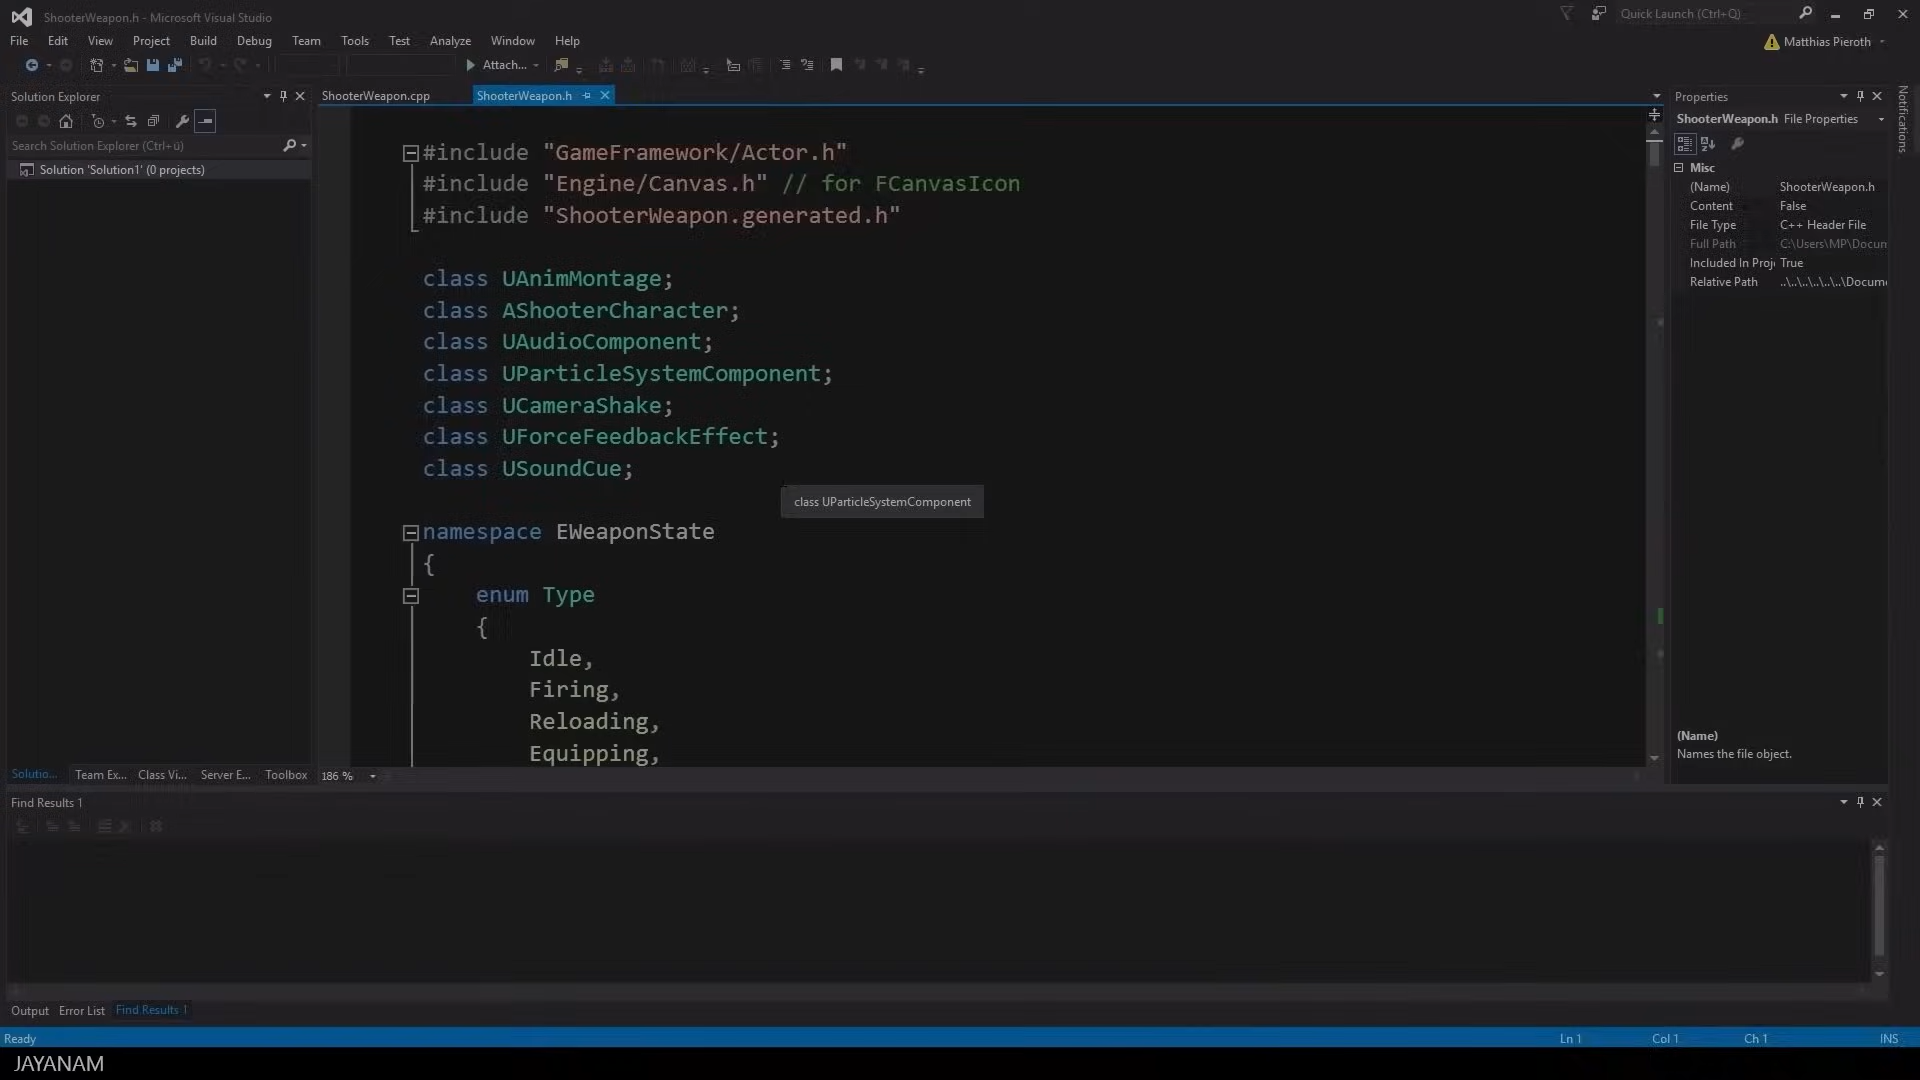 ShooterWeapon.h - Microsoft Visual Studio
Quick Launch (Ctrl+Q)
File Edit View Project Build Debug Team Tools Test Analyze Window Help
Matthias Pieroth
Attach...
Solution Explorer
ShooterWeapon.cpp
ShooterWeapon.h
Properties
Notifications
ShooterWeapon.h File Properties
Search Solution Explorer (Ctrl+ü)
Solution 'Solution1' (0 projects)
Misc
(Name) ShooterWeapon.h
Content False
File Type C++ Header File
Full Path C:\Users\MP\Docum
Included In Proj True
Relative Path ..\..\..\..\..\Docume
#include "GameFramework/Actor.h"
#include "Engine/Canvas.h" // for FCanvasIcon
#include "ShooterWeapon.generated.h"
class UAnimMontage;
class AShooterCharacter;
class UAudioComponent;
class UParticleSystemComponent;
class UCameraShake;
class UForceFeedbackEffect;
class USoundCue;
class UParticleSystemComponent
namespace EWeaponState
{
enum Type
{
Idle,
Firing,
Reloading,
Equipping,
(Name)
Names the file object.
Solutio... Team Ex... Class Vi... Server E... Toolbox
186 %
Find Results 1
Output Error List Find Results 1
Ready
Ln 1 Col 1 Ch 1 INS
JAYANAM